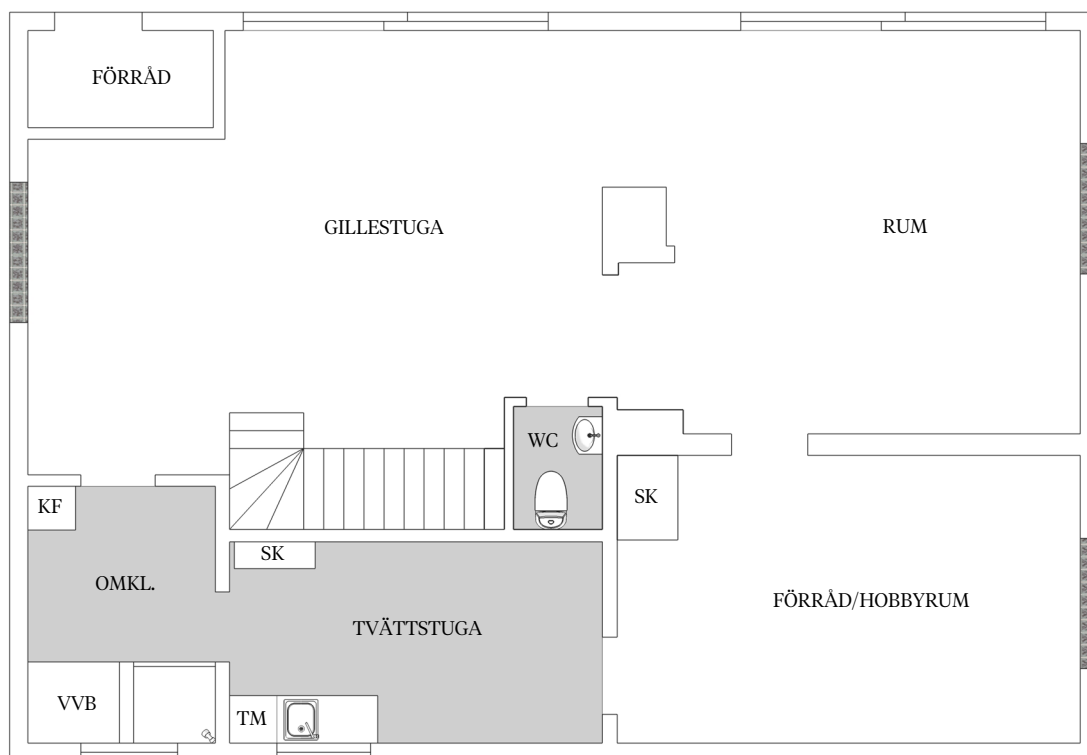 FÖRRÅD
GILLESTUGA
RUM
WC
KF
SK
SK
OMKL.
TVÄTTSTUGA
FÖRRÅD/HOBBYRUM
VVB
TM